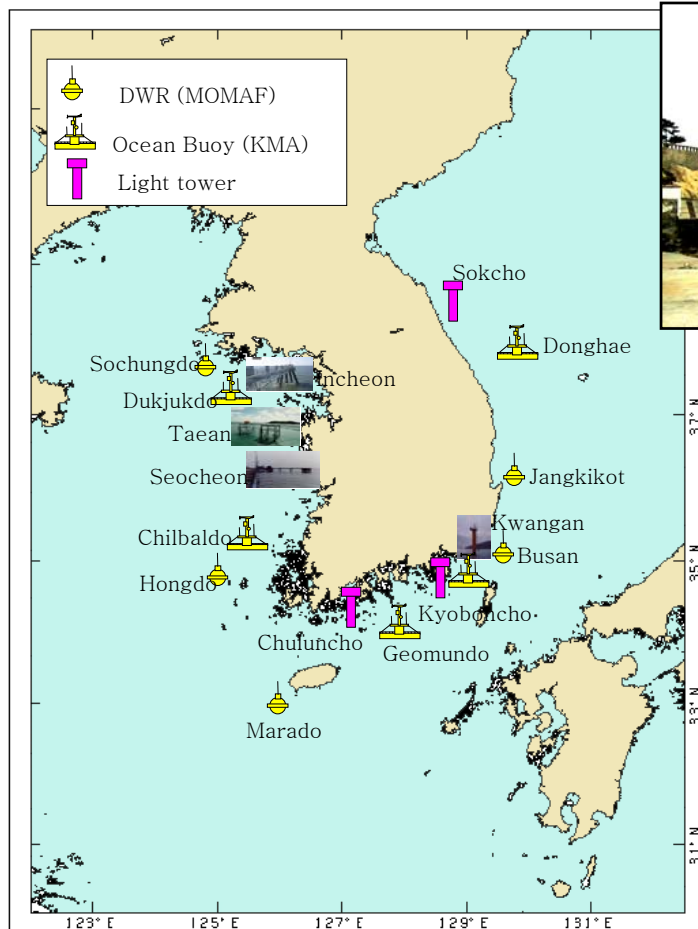 DWR (MOMAF)
Ocean Buoy (KMA)
Light tower
Sokcho
Donghae
Sochungdo
Incheon
Dukjukdo
37° N
Taean
Seocheon
Jangkikot
Kwangan
Chilbaldo
Busan
35° N
Hongdo
Kyoboncho
Chuluncho
Geomundo
33° N
Marado
31° N
123° E
125° E
127° E
129° E
131° E